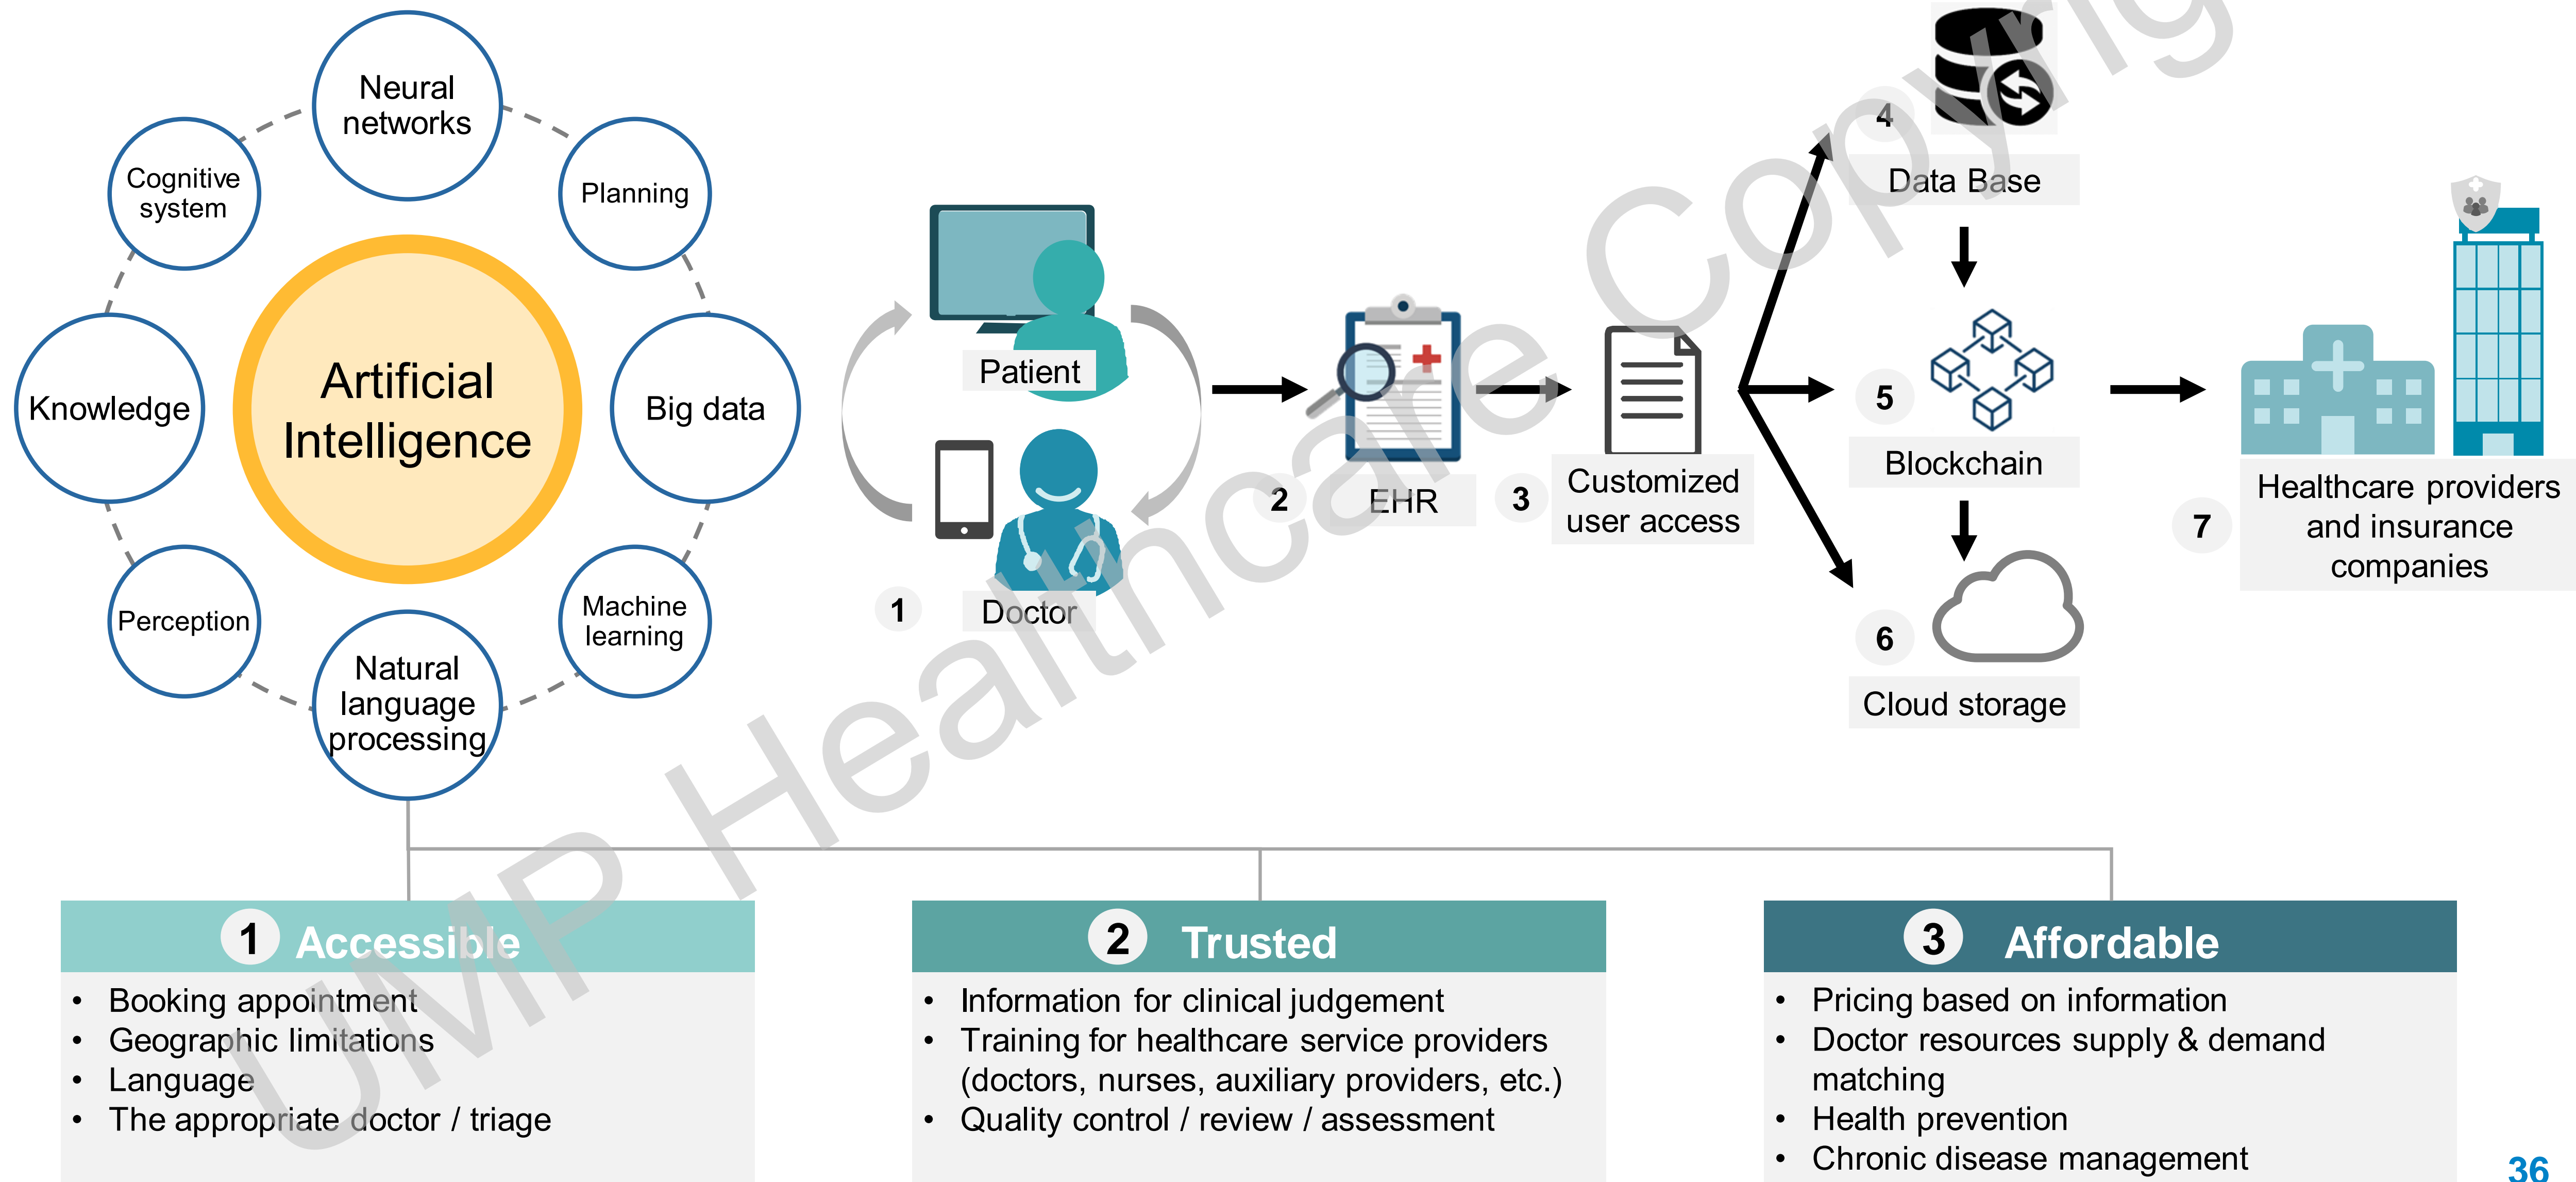 Neural
networks
Cognitive
system
Planning
Knowledge
Artificial
Intelligence
Big data
Perception
Machine
learning
Natural
language
processing
Patient
1
Doctor
2
EHR
3
Customized
user access
4
Data Base
5
Blockchain
6
Cloud storage
7
Healthcare providers
and insurance
companies
1 Accessible
• Booking appointment
• Geographic limitations
• Language
• The appropriate doctor / triage
2 Trusted
• Information for clinical judgement
• Training for healthcare service providers
(doctors, nurses, auxiliary providers, etc.)
• Quality control / review / assessment
3 Affordable
• Pricing based on information
• Doctor resources supply & demand
matching
• Health prevention
• Chronic disease management
36
UMP Healthcare Copyrig